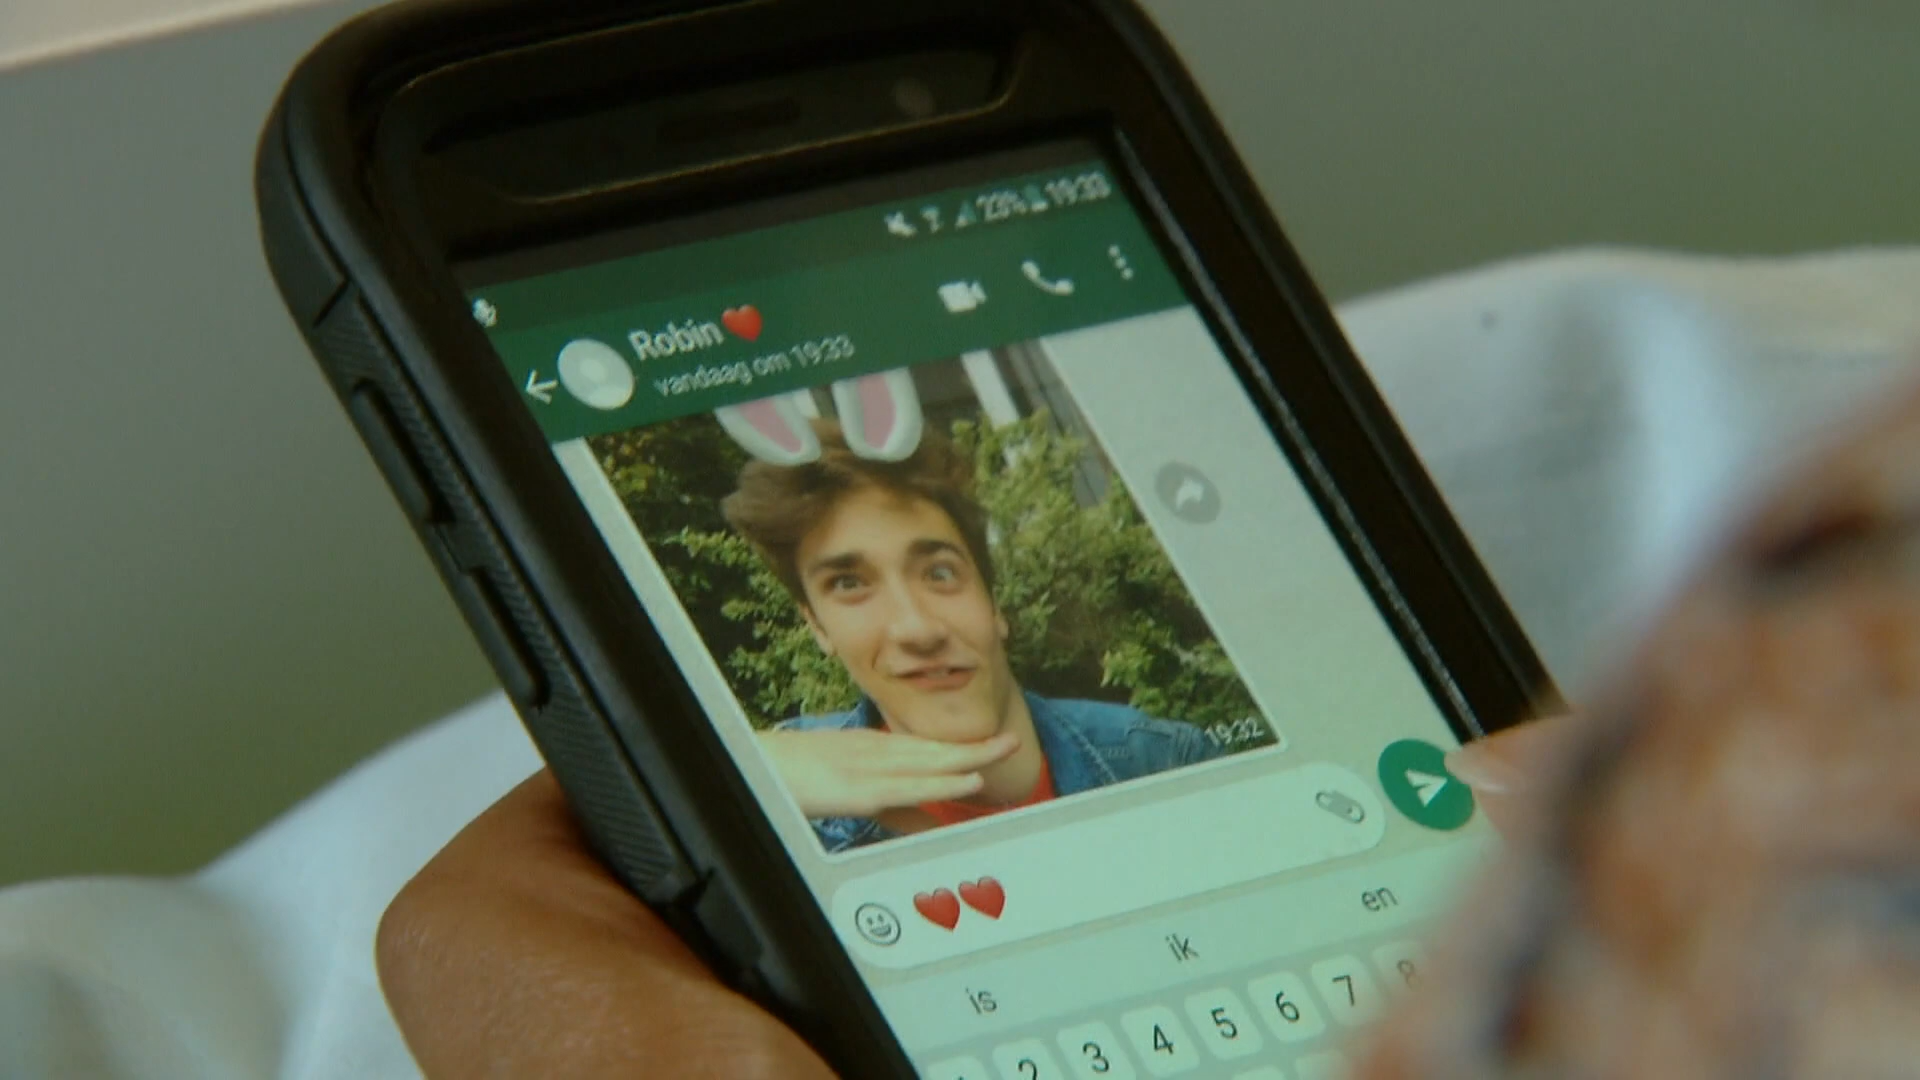 23% 19:33
Robin❤️
vandaag om 19:33
19:32
❤️❤️
is ik en
2 3 4 5 6 7 8